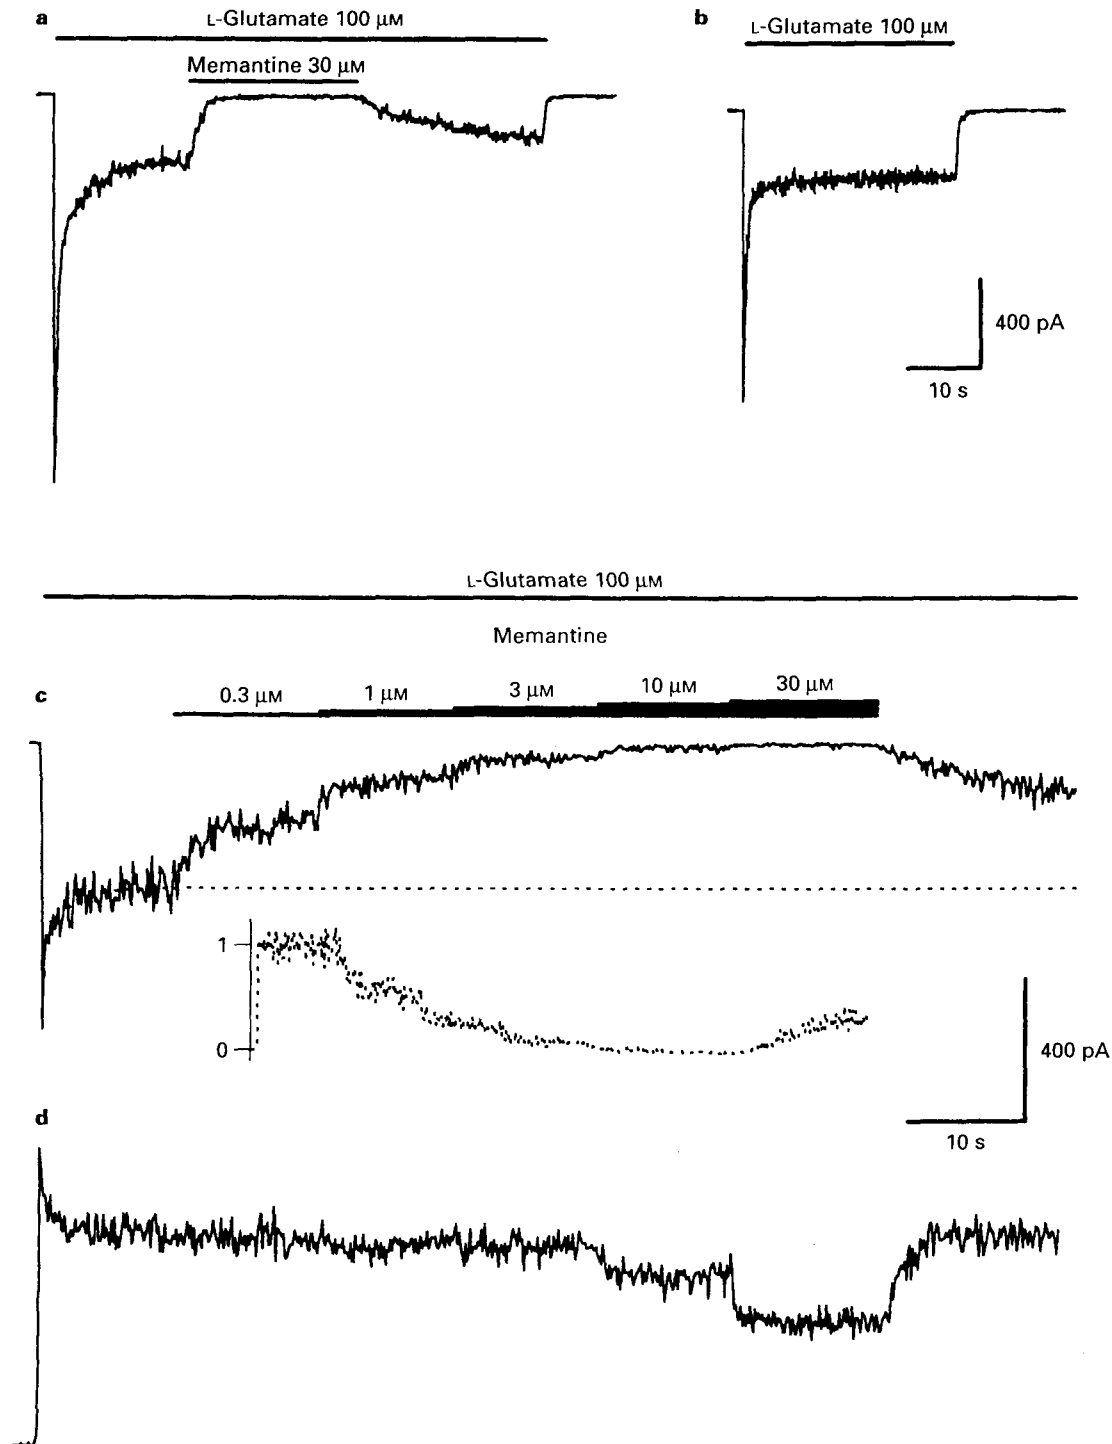 a
L-Glutamate 100 μM
Memantine 30 μM
b
L-Glutamate 100 μM
400 pA
10 s
L-Glutamate 100 μM
Memantine
c
0.3 μM 1 μM 3 μM 10 μM 30 μM
1
0
400 pA
10 s
d